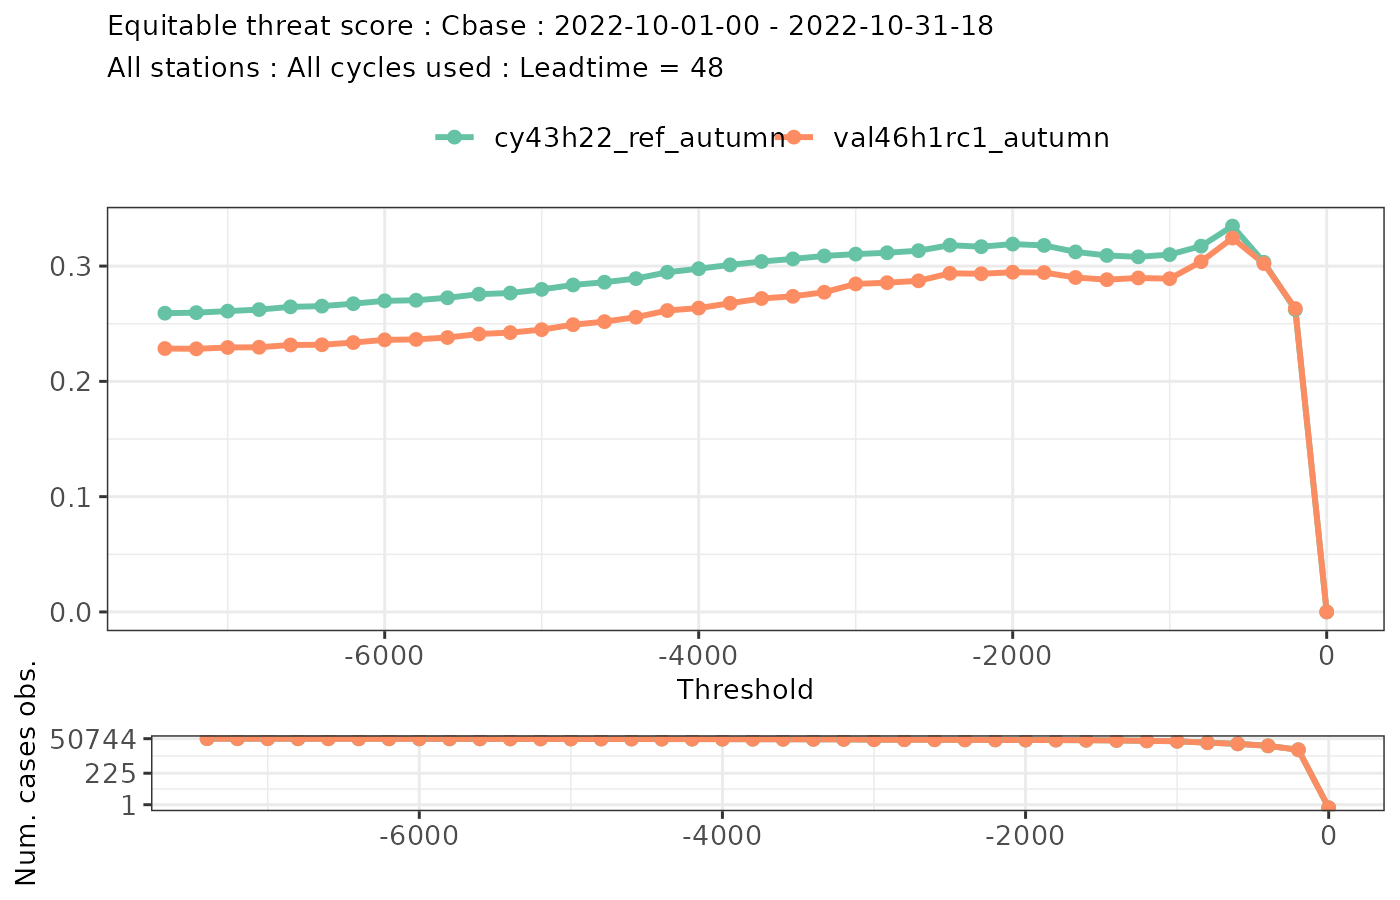 Equitable threat score : Cbase : 2022-10-01-00 - 2022-10-31-18
All stations : All cycles used : Leadtime = 48
cy43h22_ref_autumn val46h1rc1_autumn
0.3
0.2
0.1
0.0
-6000 -4000 -2000 0
Threshold
Num. cases obs.
50744
225
1
-6000 -4000 -2000 0